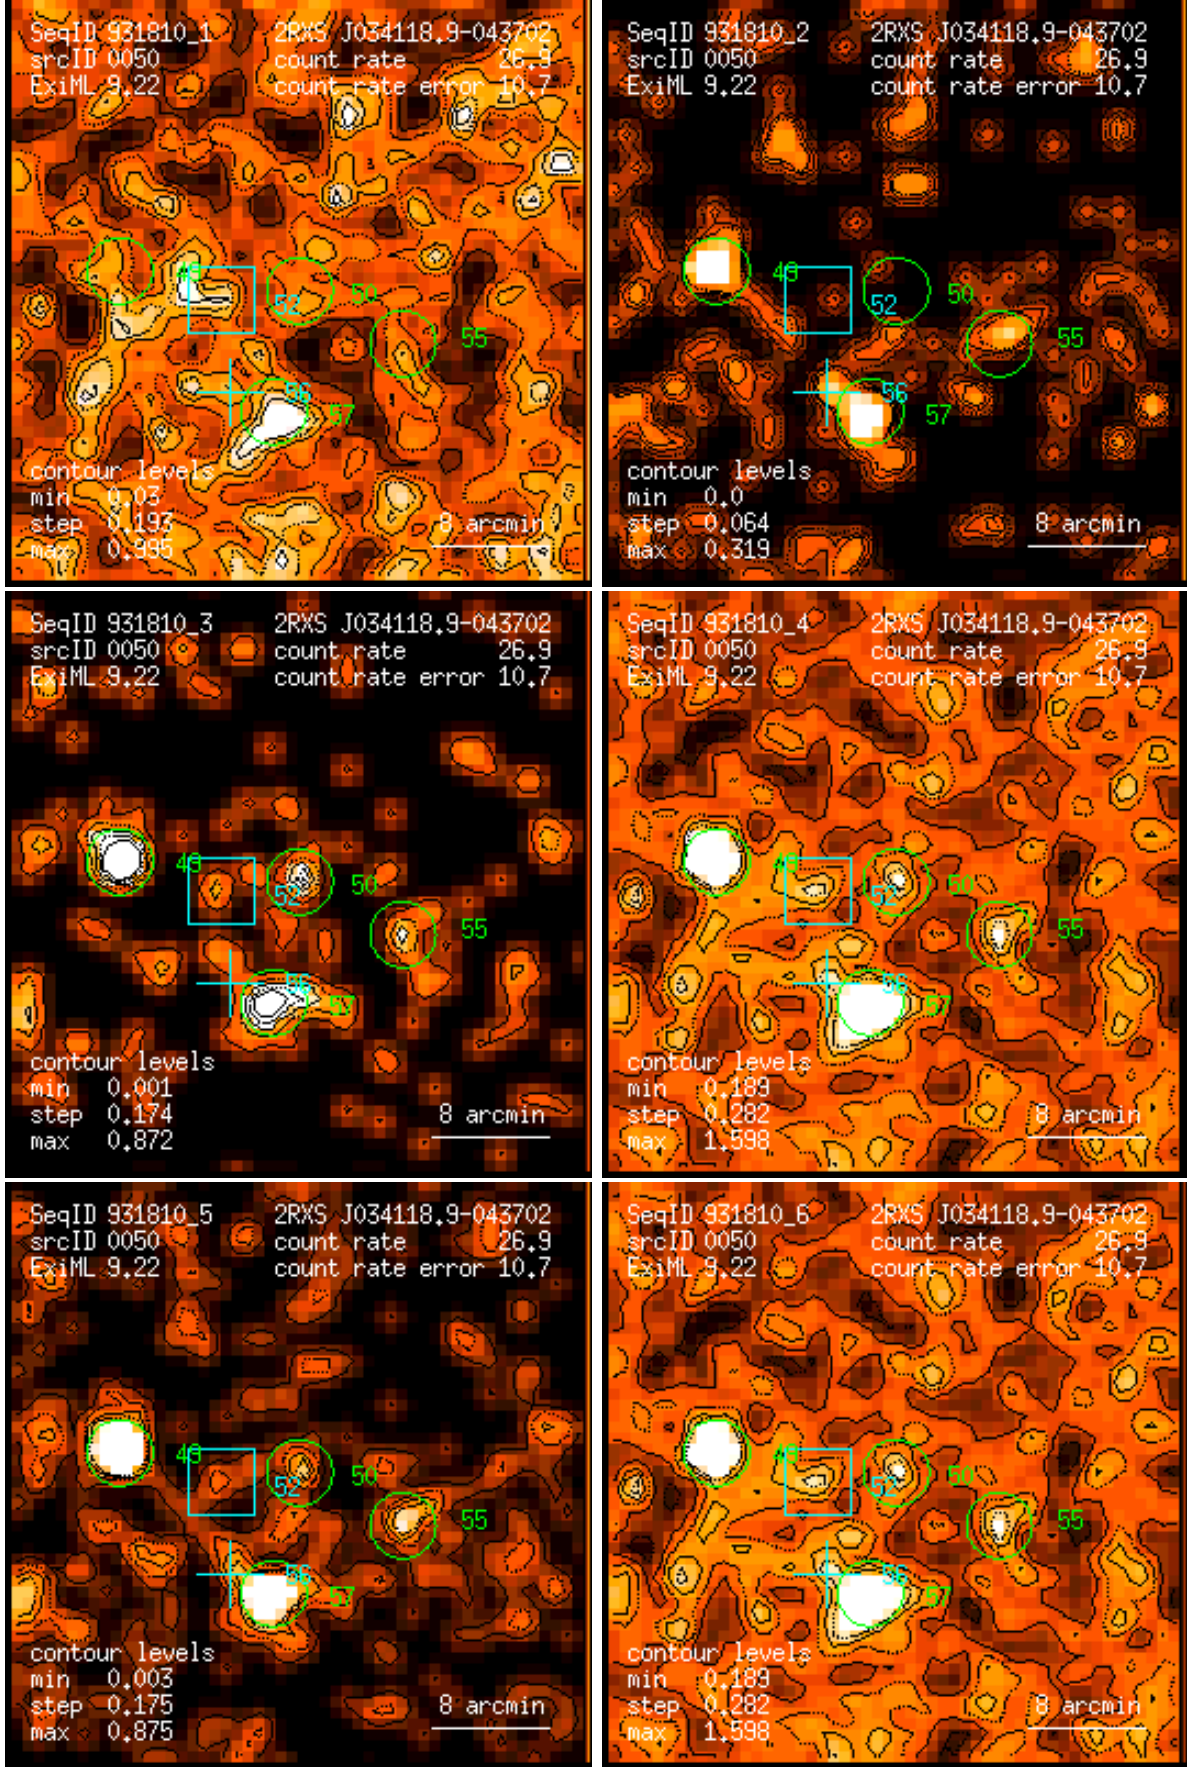 SeqID 931810_1 2RXS J034118.9-043702
srcID 0050 count rate 26.9
ExiML 9.22 count rate error 10.7
49
50
52
55
56
57
contour levels
min 0.03
step 0.193
max 0.995
8 arcmin
SeqID 931810_2 2RXS J034118.9-043702
srcID 0050 count rate 26.9
ExiML 9.22 count rate error 10.7
49
50
52
55
56
57
contour levels
min 0.0
step 0.064
max 0.319
8 arcmin
SeqID 931810_3 2RXS J034118.9-043702
srcID 0050 count rate 26.9
ExiML 9.22 count rate error 10.7
49
50
52
55
56
57
contour levels
min 0.001
step 0.174
max 0.872
8 arcmin
SeqID 931810_4 2RXS J034118.9-043702
srcID 0050 count rate 26.9
ExiML 9.22 count rate error 10.7
49
50
52
55
56
57
contour levels
min 0.189
step 0.282
max 1.598
8 arcmin
SeqID 931810_5 2RXS J034118.9-043702
srcID 0050 count rate 26.9
ExiML 9.22 count rate error 10.7
49
50
52
55
56
57
contour levels
min 0.003
step 0.175
max 0.875
8 arcmin
SeqID 931810_6 2RXS J034118.9-043702
srcID 0050 count rate 26.9
ExiML 9.22 count rate error 10.7
49
50
52
55
56
57
contour levels
min 0.189
step 0.282
max 1.598
8 arcmin